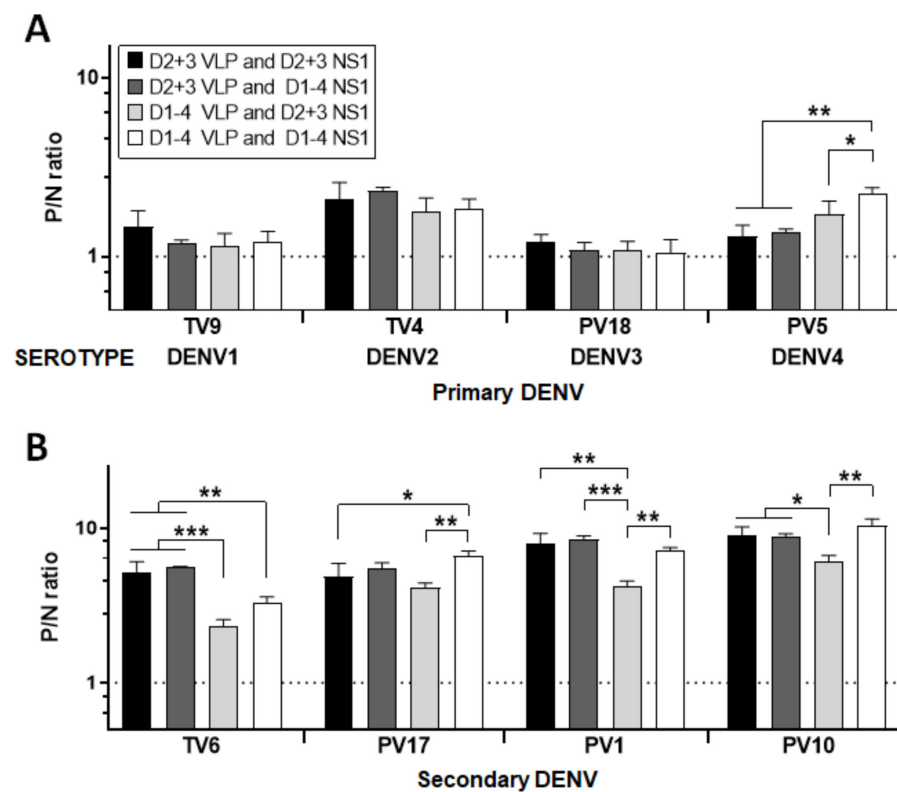 A
D2+3 VLP and D2+3 NS1
D2+3 VLP and D1-4 NS1
D1-4 VLP and D2+3 NS1
D1-4 VLP and D1-4 NS1
10
1
P/N ratio
**
*
TV9 TV4 PV18 PV5
SEROTYPE DENV1 DENV2 DENV3 DENV4
Primary DENV
B
10
1
P/N ratio
** * ** **
*** ** *** ** *
TV6 PV17 PV1 PV10
Secondary DENV